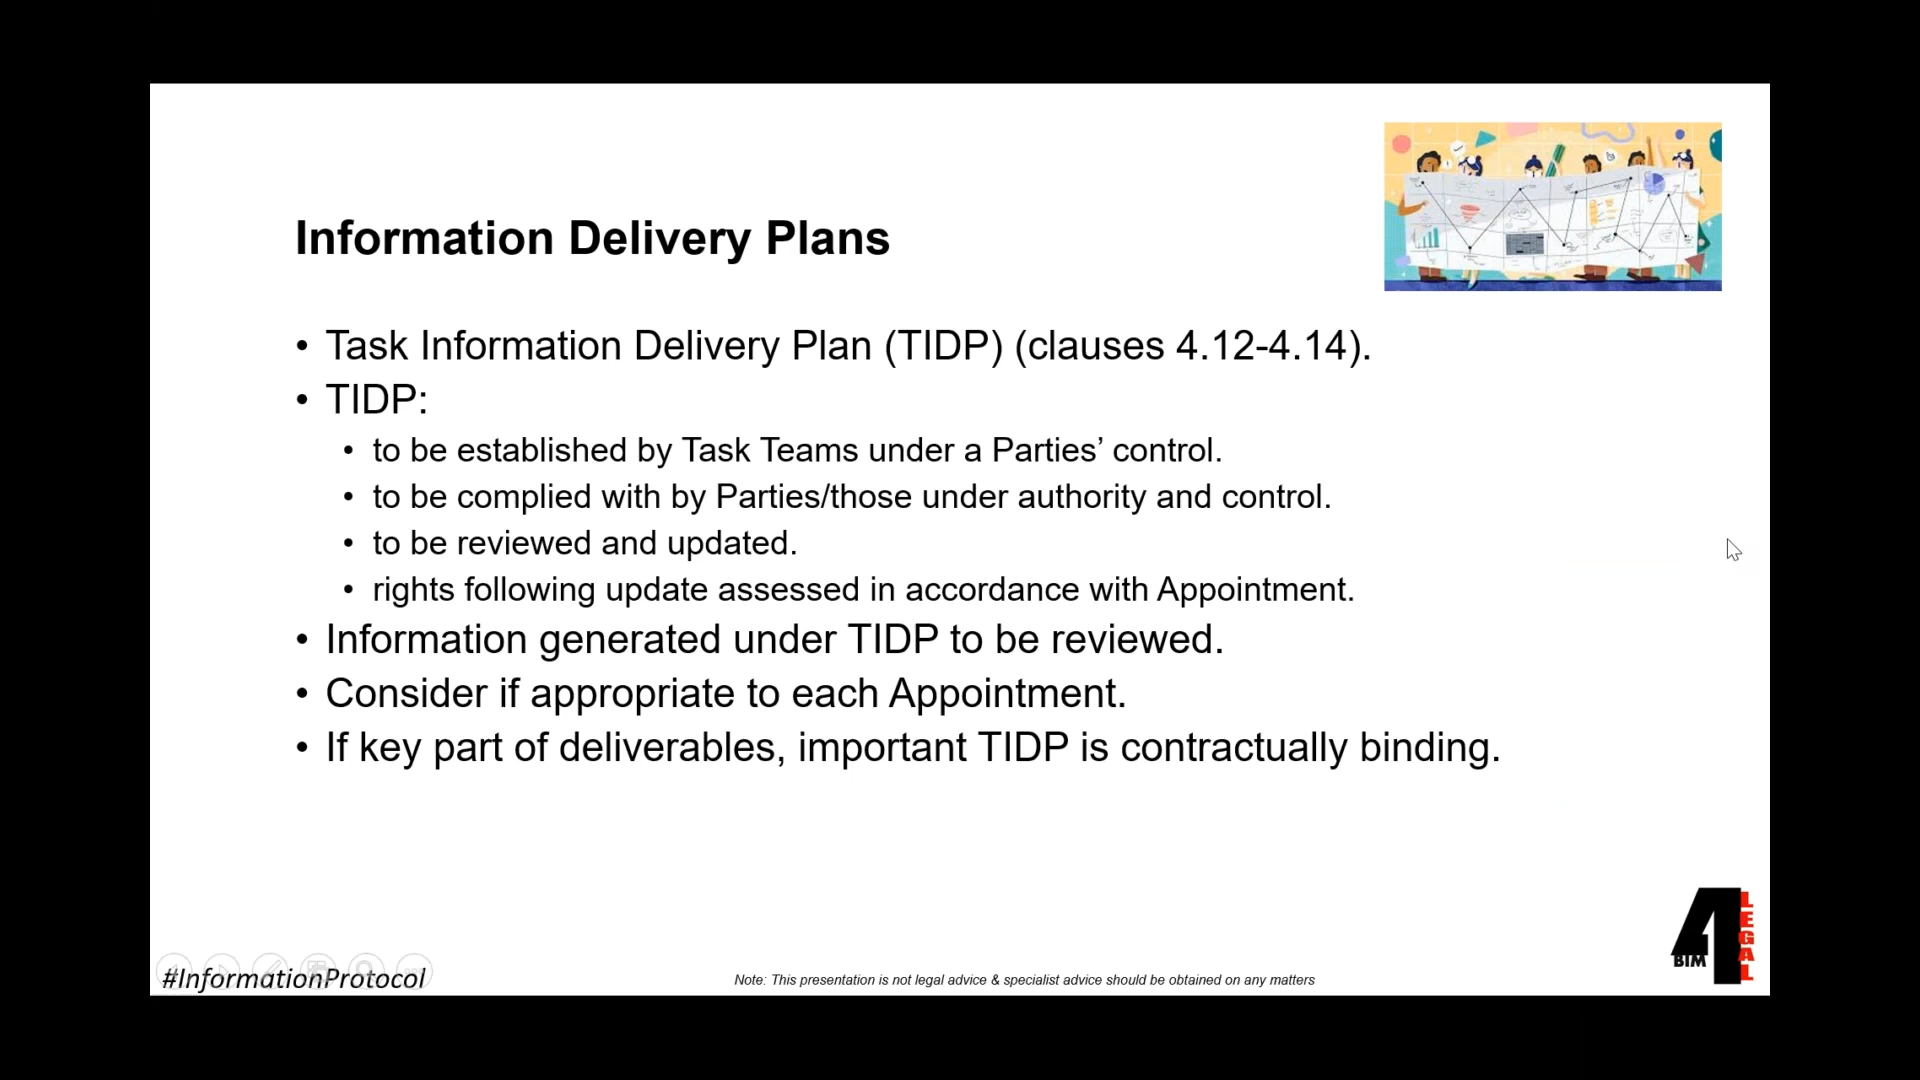 Information Delivery Plans
• Task Information Delivery Plan (TIDP) (clauses 4.12-4.14).
• TIDP:
• to be established by Task Teams under a Parties’ control.
• to be complied with by Parties/those under authority and control.
• to be reviewed and updated.
• rights following update assessed in accordance with Appointment.
• Information generated under TIDP to be reviewed.
• Consider if appropriate to each Appointment.
• If key part of deliverables, important TIDP is contractually binding.
#InformationProtocol
Note: This presentation is not legal advice & specialist advice should be obtained on any matters
BIM
4
LEGAL